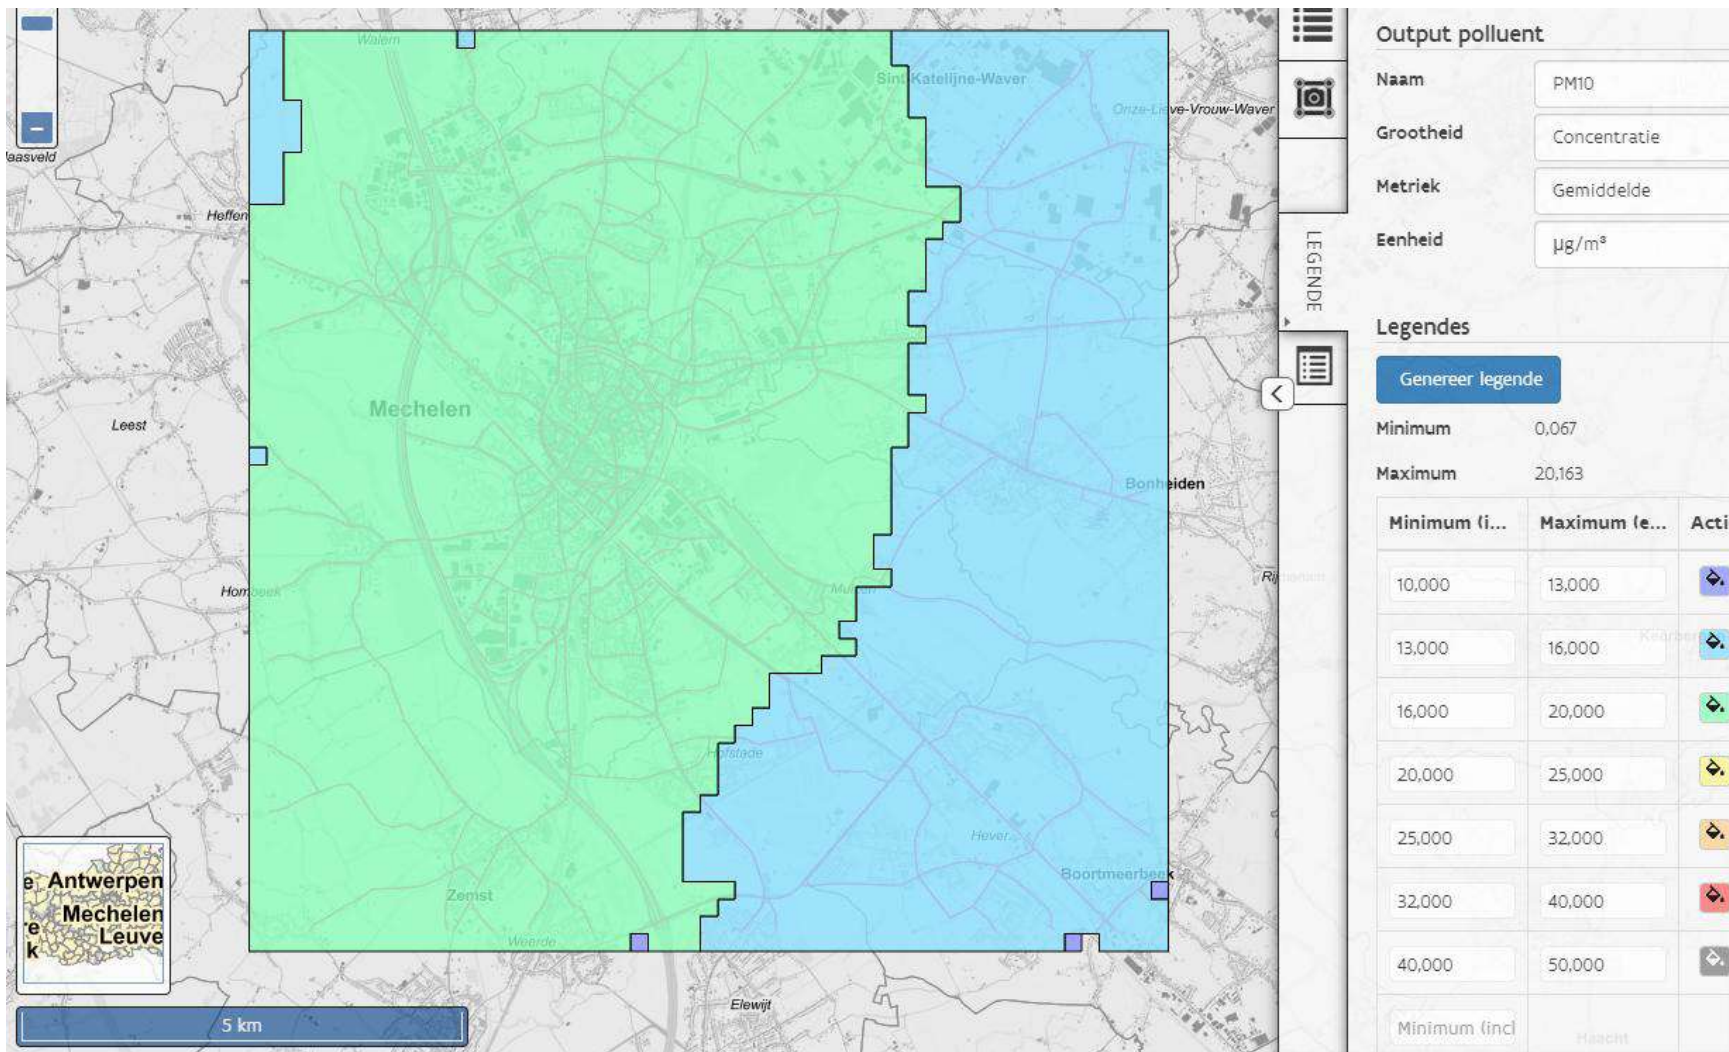 Walem
Sint-Katelijne-Waver
Onze-Lieve-Vrouw-Waver
Heffen
Leest
Mechelen
Bonheiden
Hombeek
Muizen
Hofstade
Hever
Boortmeerbeek
Zemst
Weerde
Elewijt
Antwerpen
Mechelen
Leuve
5 km
LEGENDE
Output polluent
Naam
PM10
Grootheid
Concentratie
Metriek
Gemiddelde
Eenheid
µg/m³
Legendes
Genereer legende
Minimum
0,067
Maximum
20,163
Minimum (i...
Maximum (e...
Acti
10,000
13,000
13,000
16,000
16,000
20,000
20,000
25,000
25,000
32,000
32,000
40,000
40,000
50,000
Minimum (incl
Haacht